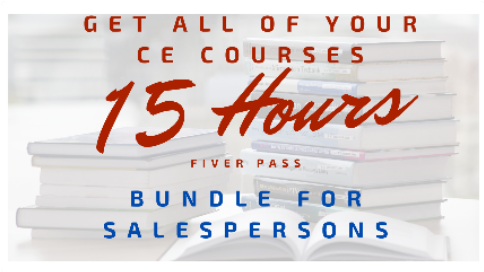 GET ALL OF YOUR
CE COURSES
15 Hours
FIVER PASS
BUNDLE FOR
SALESPERSONS